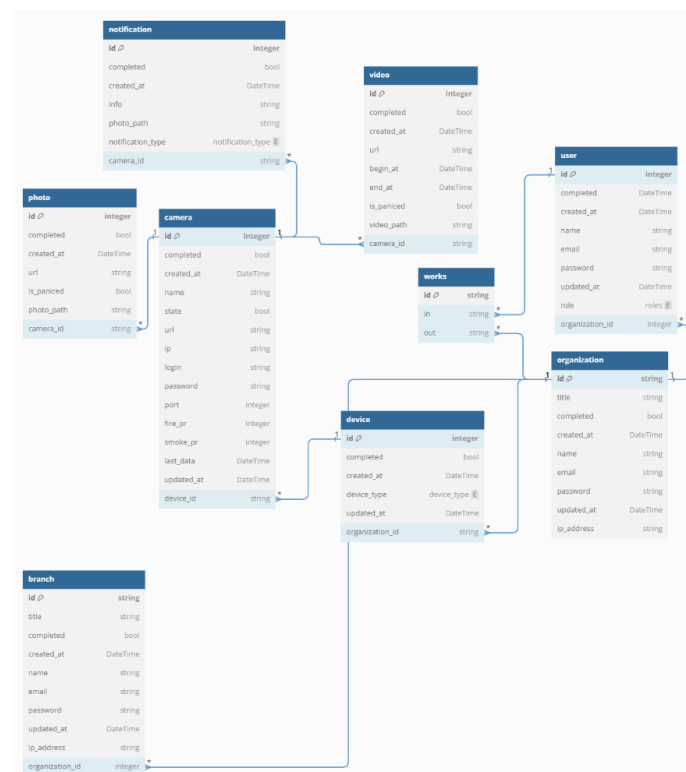 notification
id integer
completed bool
created_at DateTime
info string
photo_path string
notification_type notification_type E
camera_id string *
video
id integer
completed bool
created_at DateTime
url string
begin_at DateTime
end_at DateTime
is_paniced bool
video_path string
* camera_id string
user
1 id integer
completed DateTime
created_at DateTime
name string
email string
password string
updated_at DateTime
role roles E
organization_id integer *
photo
id integer
completed bool
created_at DateTime
url string
is_paniced bool
photo_path string
camera_id string *
camera
1 id integer 1
completed bool
created_at DateTime
name string
state bool
url string
ip string
login string
password string
port integer
fire_pr integer
smoke_pr integer
last_data DateTime
updated_at DateTime
device_id string *
works
id string
in string *
out string *
organization
1 id string 1
title string
completed bool
created_at DateTime
name string
email string
password string
updated_at DateTime
ip_address string
device
1 id integer
completed bool
created_at DateTime
device_type device_type E
updated_at DateTime
organization_id string *
branch
id string
title string
completed bool
created_at DateTime
name string
email string
password string
updated_at DateTime
ip_address string
organization_id integer *